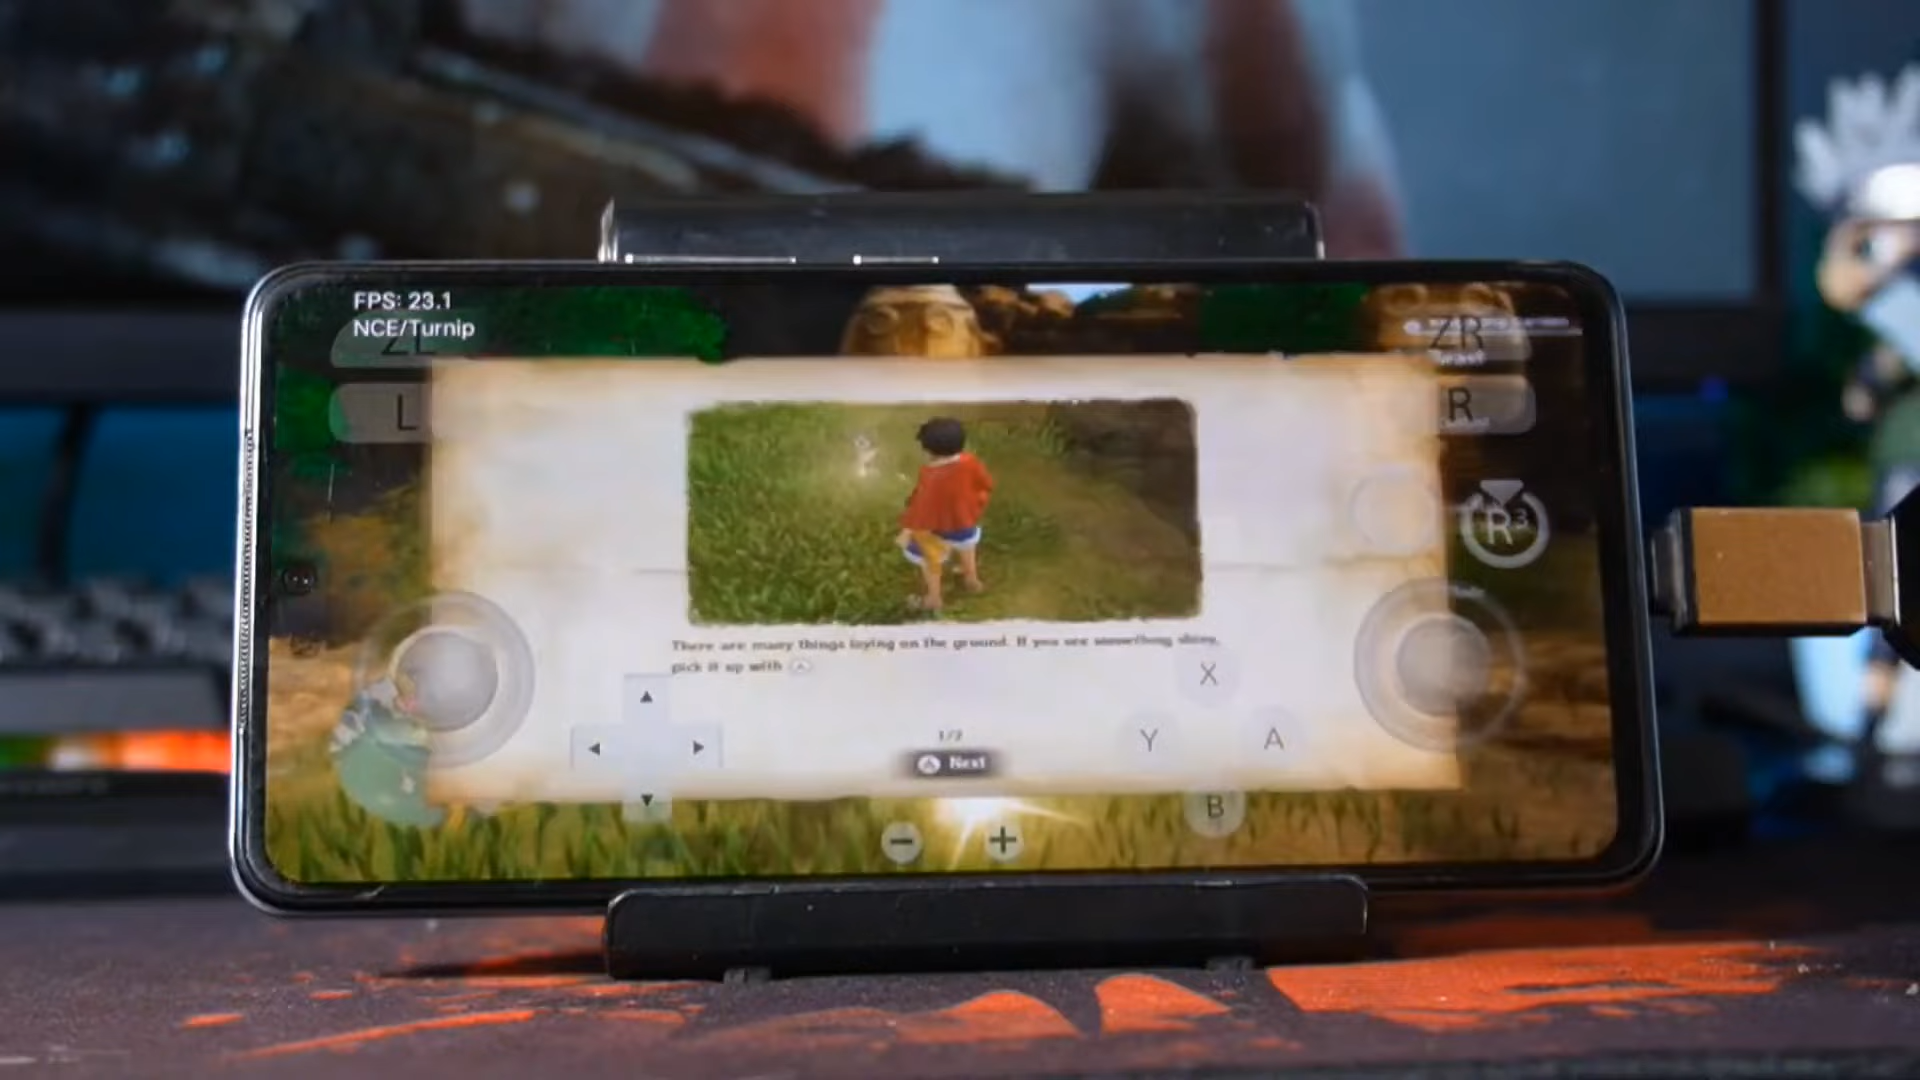 FPS: 23.1
NCE/Turnip
ZL
ZR
L
R
R3
There are many things laying on the ground. If you see something shiny,
pick it up with A
X
1/2
Y
A
A Next
B